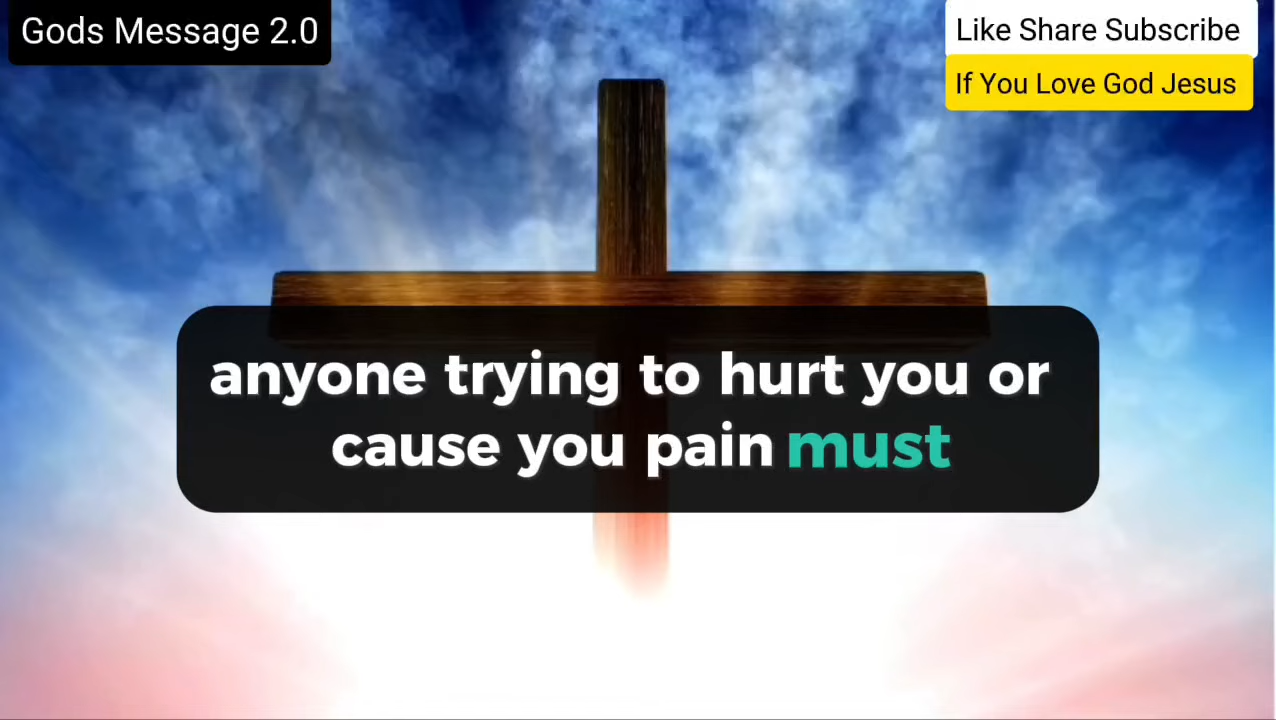 Gods Message 2.0
Like Share Subscribe
If You Love God Jesus
anyone trying to hurt you or
cause you pain must